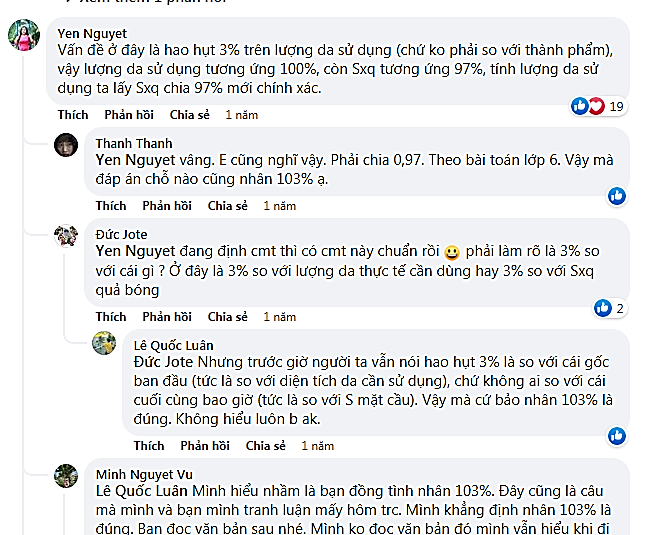 Xem thêm 1 phản hồi
Yen Nguyet
Vấn đề ở đây là hao hụt 3% trên lượng da sử dụng (chứ ko phải so với thành phẩm),
vậy lượng da sử dụng tương ứng 100%, còn Sxq tương ứng 97%, tính lượng da sử
dụng ta lấy Sxq chia 97% mới chính xác.
Thích Phản hồi Chia sẻ 1 năm
19
Thanh Thanh
Yen Nguyet vâng. E cũng nghĩ vậy. Phải chia 0,97. Theo bài toán lớp 6. Vậy mà
đáp án chỗ nào cũng nhân 103% ạ.
Thích Phản hồi Chia sẻ 1 năm
Đức Jote
Yen Nguyet đang định cmt thì có cmt này chuẩn rồi 😃 phải làm rõ là 3% so
với cái gì ? Ở đây là 3% so với lượng da thực tế cần dùng hay 3% so với Sxq
quả bóng
2
Thích Phản hồi Chia sẻ 1 năm
Lê Quốc Luân
Đức Jote Nhưng trước giờ người ta vẫn nói hao hụt 3% là so với cái gốc
ban đầu (tức là so với diện tích da cần sử dụng), chứ không ai so với cái
cuối cùng bao giờ (tức là so với S mặt cầu). Vậy mà cứ bảo nhân 103% là
đúng. Không hiểu luôn b ak.
Thích Phản hồi Chia sẻ 1 năm
Minh Nguyet Vu
Lê Quốc Luân Mình hiểu nhầm là bạn đồng tình nhân 103%. Đây cũng là câu
mà mình và bạn mình tranh luận mấy hôm trc. Mình khẳng định nhân 103% là
đúng. Bạn đọc văn bản sau nhé. Mình ko đọc văn bản đó mình vẫn hiểu khi đi